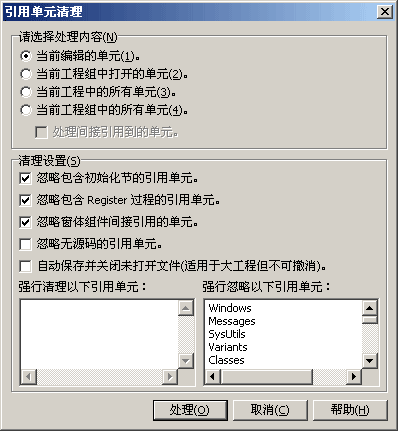 引用单元清理
请选择处理内容(N)
当前编辑的单元(1)。
当前工程组中打开的单元(2)。
当前工程中的所有单元(3)。
当前工程组中的所有单元(4)。
处理间接引用到的单元。
清理设置(S)
忽略包含初始化节的引用单元。
忽略包含 Register 过程的引用单元。
忽略窗体组件间接引用的单元。
忽略无源码的引用单元。
自动保存并关闭未打开文件(适用于大工程但不可撤消)。
强行清理以下引用单元：
强行忽略以下引用单元：
Windows
Messages
SysUtils
Variants
Classes
处理(O) 取消(C) 帮助(H)